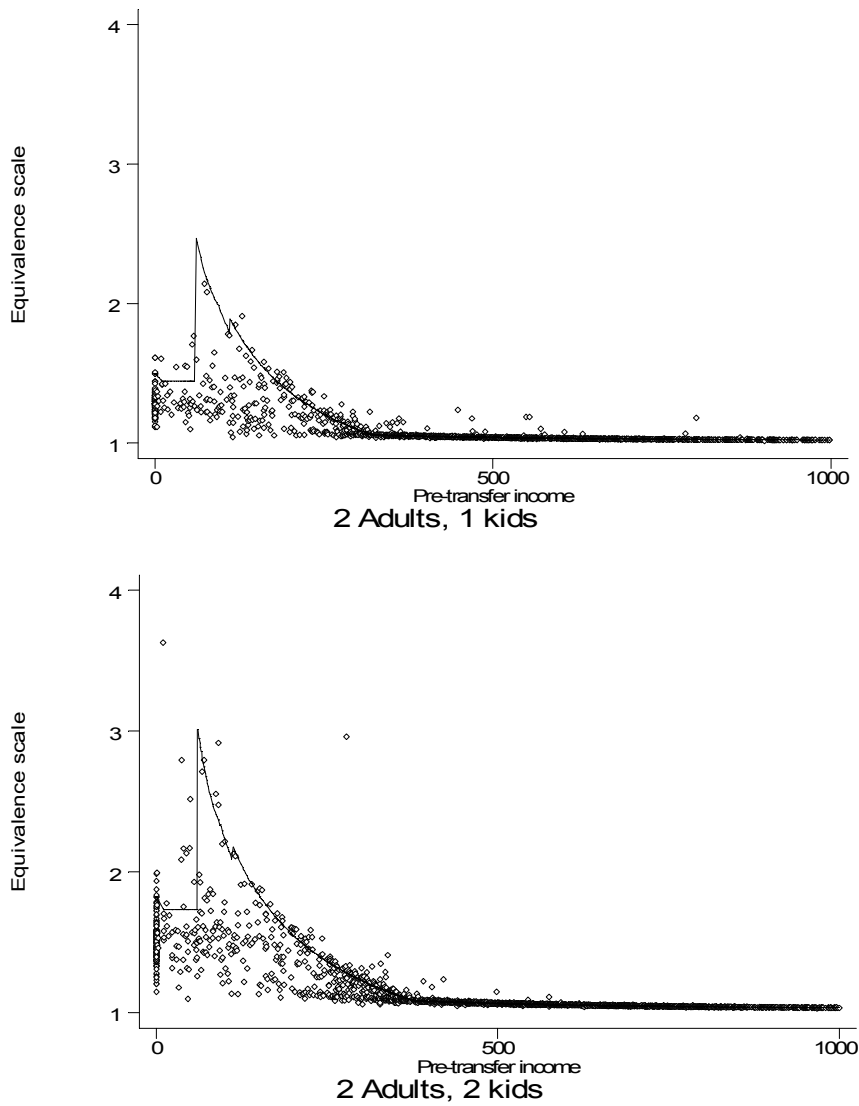 4
3
2
1
Equivalence scale
0
500
1000
Pre-transfer income
2 Adults, 1 kids
4
3
2
1
Equivalence scale
0
500
1000
Pre-transfer income
2 Adults, 2 kids